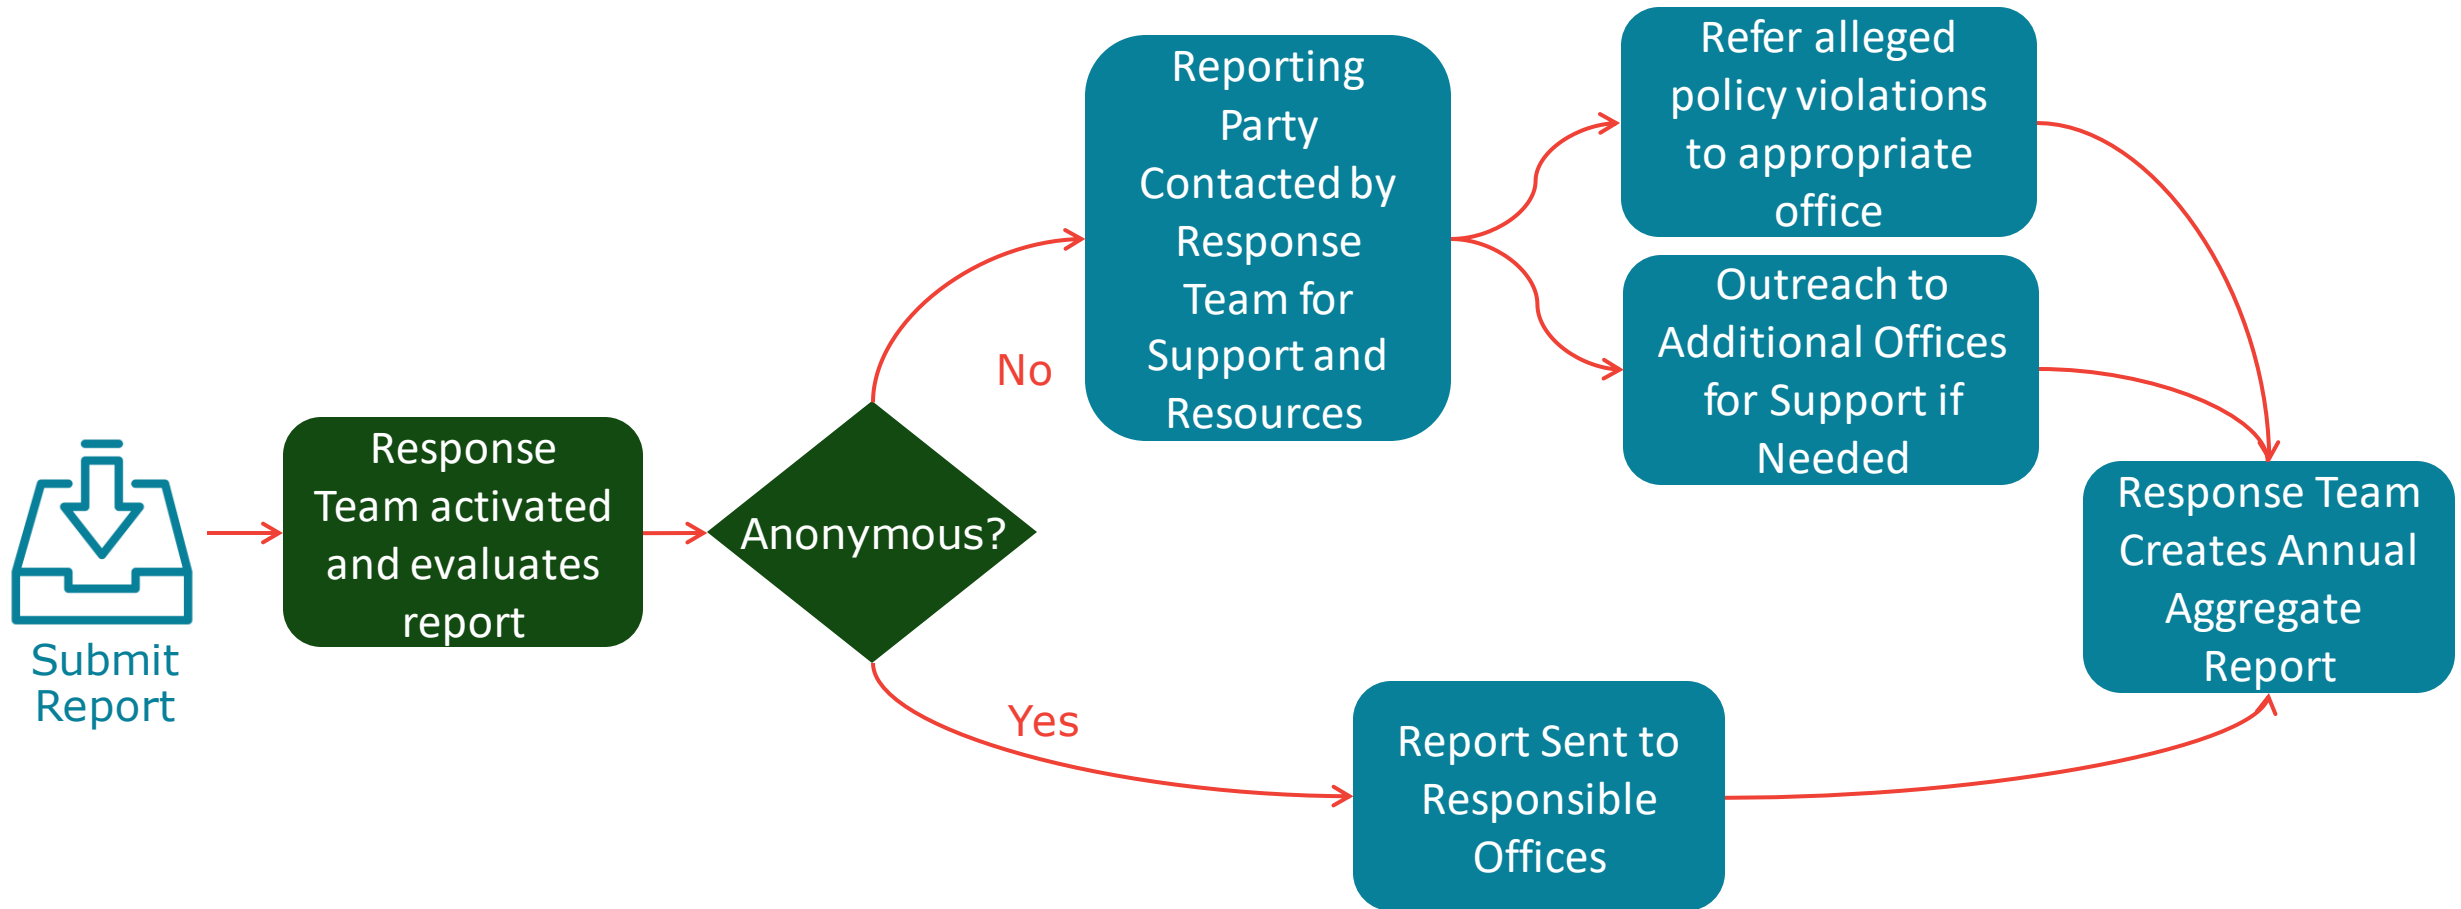 Submit
Report
Response
Team activated
and evaluates
report
Anonymous?
No
Yes
Reporting
Party
Contacted by
Response
Team for
Support and
Resources
Refer alleged
policy violations
to appropriate
office
Outreach to
Additional Offices
for Support if
Needed
Report Sent to
Responsible
Offices
Response Team
Creates Annual
Aggregate
Report